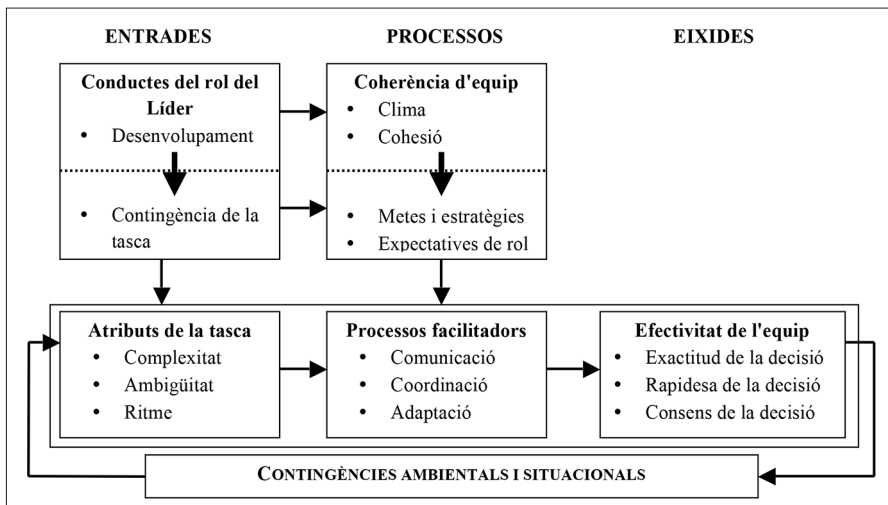 ENTRADES
PROCESSOS
EIXIDES
Conductes del rol del
Líder
• Desenvolupament
• Contingència de la
tasca
Coherència d'equip
• Clima
• Cohesió
• Metes i estratègies
• Expectatives de rol
Atributs de la tasca
• Complexitat
• Ambigüitat
• Ritme
Processos facilitadors
• Comunicació
• Coordinació
• Adaptació
Efectivitat de l'equip
• Exactitud de la decisió
• Rapidesa de la decisió
• Consens de la decisió
CONTINGÈNCIES AMBIENTALS I SITUACIONALS